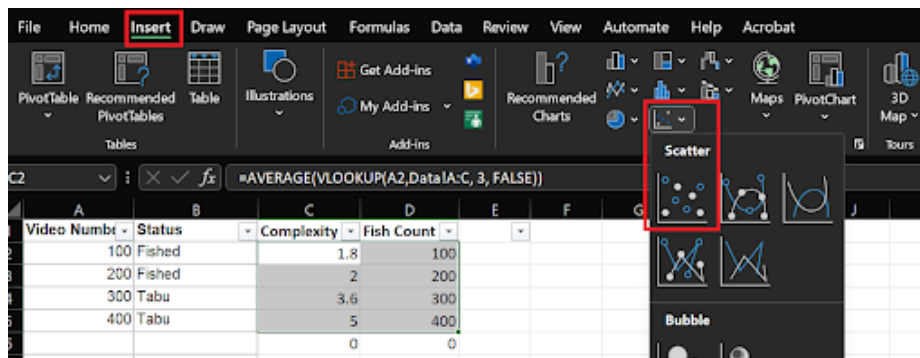 File Home Insert Draw Page Layout Formulas Data Review View Automate Help Acrobat
PivotTable Recommended PivotTables Table
Illustrations
Get Add-ins
My Add-ins
Recommended Charts
Maps PivotChart
3D Map
Tables
Add-ins
Tours
Scatter
C2 fx =AVERAGE(VLOOKUP(A2,Data!A:C, 3, FALSE))
A B C D E F G J
Video Numbe Status Complexity Fish Count
100 Fished 1.8 100
200 Fished 2 200
300 Tabu 3.6 300
400 Tabu 5 400
0 0
Bubble